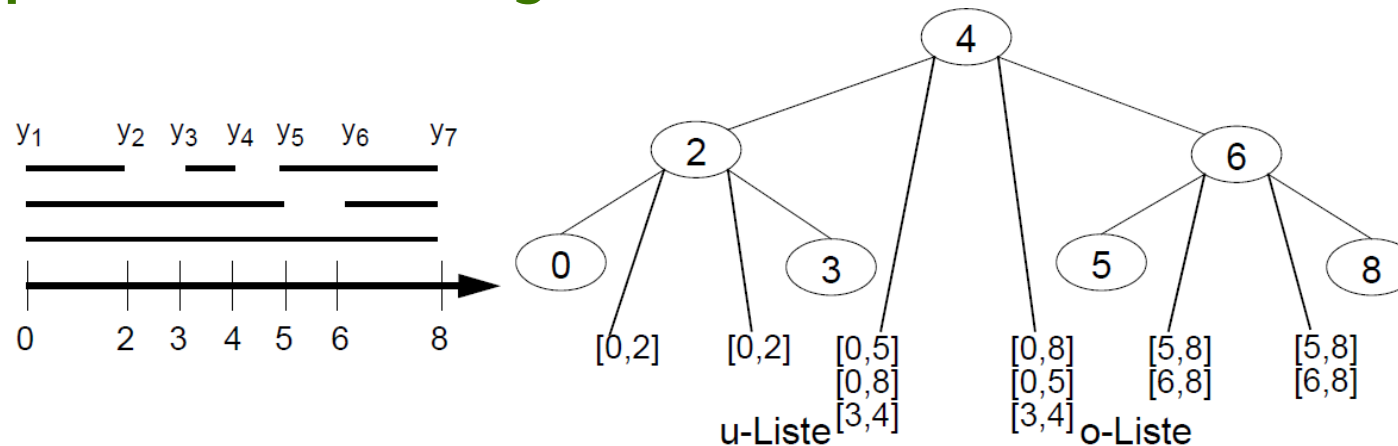 4
y1 y2 y3 y4 y5 y6 y7
2 6
0 3 5 8
0 2 3 4 5 6 8
[0,2] [0,2] [0,5] [0,8] [5,8] [5,8]
[0,8] [0,5] [6,8] [6,8]
u-Liste [3,4] [3,4] o-Liste